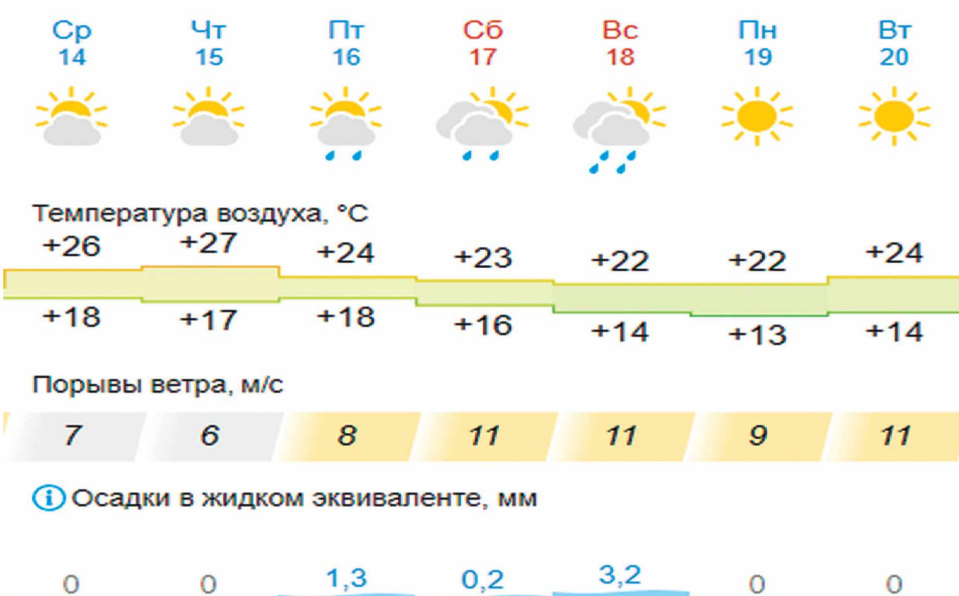 Ср Чт Пт Сб Вс Пн Вт
14 15 16 17 18 19 20
Температура воздуха, °C
+26 +27 +24 +23 +22 +22 +24
+18 +17 +18 +16 +14 +13 +14
Порывы ветра, м/с
7 6 8 11 11 9 11
i Осадки в жидком эквиваленте, мм
0 0 1,3 0,2 3,2 0 0